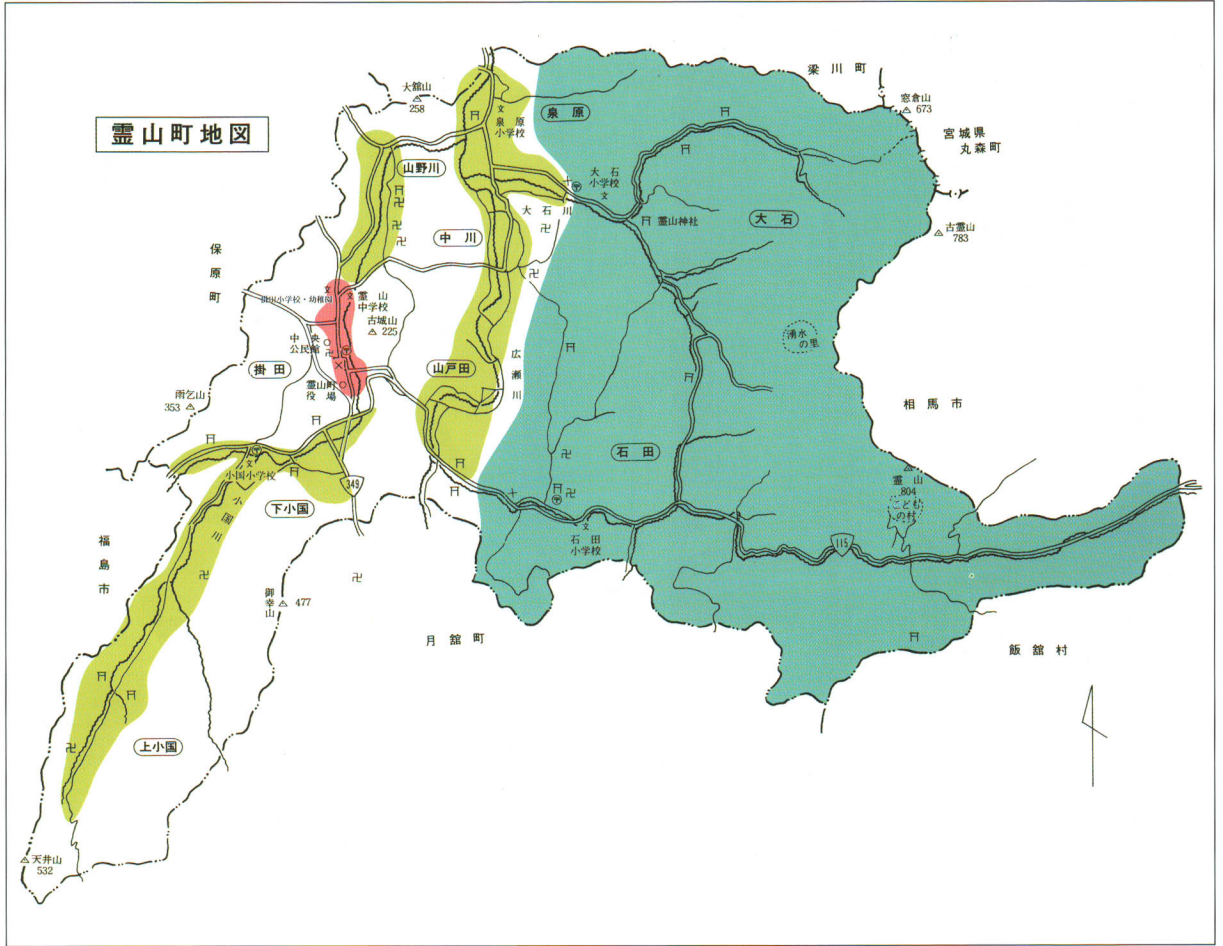 霊山町地図
梁川町
大舘山
258
窓倉山
673
宮城県
丸森町
泉原
文
泉原
小学校
山野川
大石
小学校
文
大石川
霊山神社
大石
古霊山
783
中川
保原町
文
掛田小学校・幼稚園
文
霊山
中学校
古城山
225
湧水
の里
中央
公民館
広瀬川
掛田
山戸田
霊山町
役場
雨乞山
353
相馬市
石田
文
小国小学校
349
霊山
804
こども
の村
下小国
小国川
115
文
石田
小学校
福島市
御幸山
477
月舘町
飯舘村
上小国
天井山
532